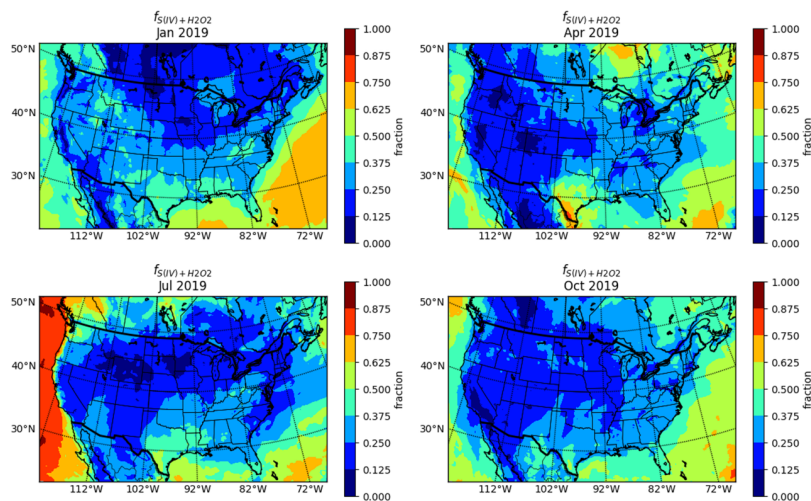 f_{S(IV)+H2O2}
Jan 2019
50°N
40°N
30°N
112°W 102°W 92°W 82°W 72°W
1.000
0.875
0.750
0.625
0.500
0.375
0.250
0.125
0.000
fraction
f_{S(IV)+H2O2}
Apr 2019
50°N
40°N
30°N
112°W 102°W 92°W 82°W 72°W
1.000
0.875
0.750
0.625
0.500
0.375
0.250
0.125
0.000
fraction
f_{S(IV)+H2O2}
Jul 2019
50°N
40°N
30°N
112°W 102°W 92°W 82°W 72°W
1.000
0.875
0.750
0.625
0.500
0.375
0.250
0.125
0.000
fraction
f_{S(IV)+H2O2}
Oct 2019
50°N
40°N
30°N
112°W 102°W 92°W 82°W 72°W
1.000
0.875
0.750
0.625
0.500
0.375
0.250
0.125
0.000
fraction